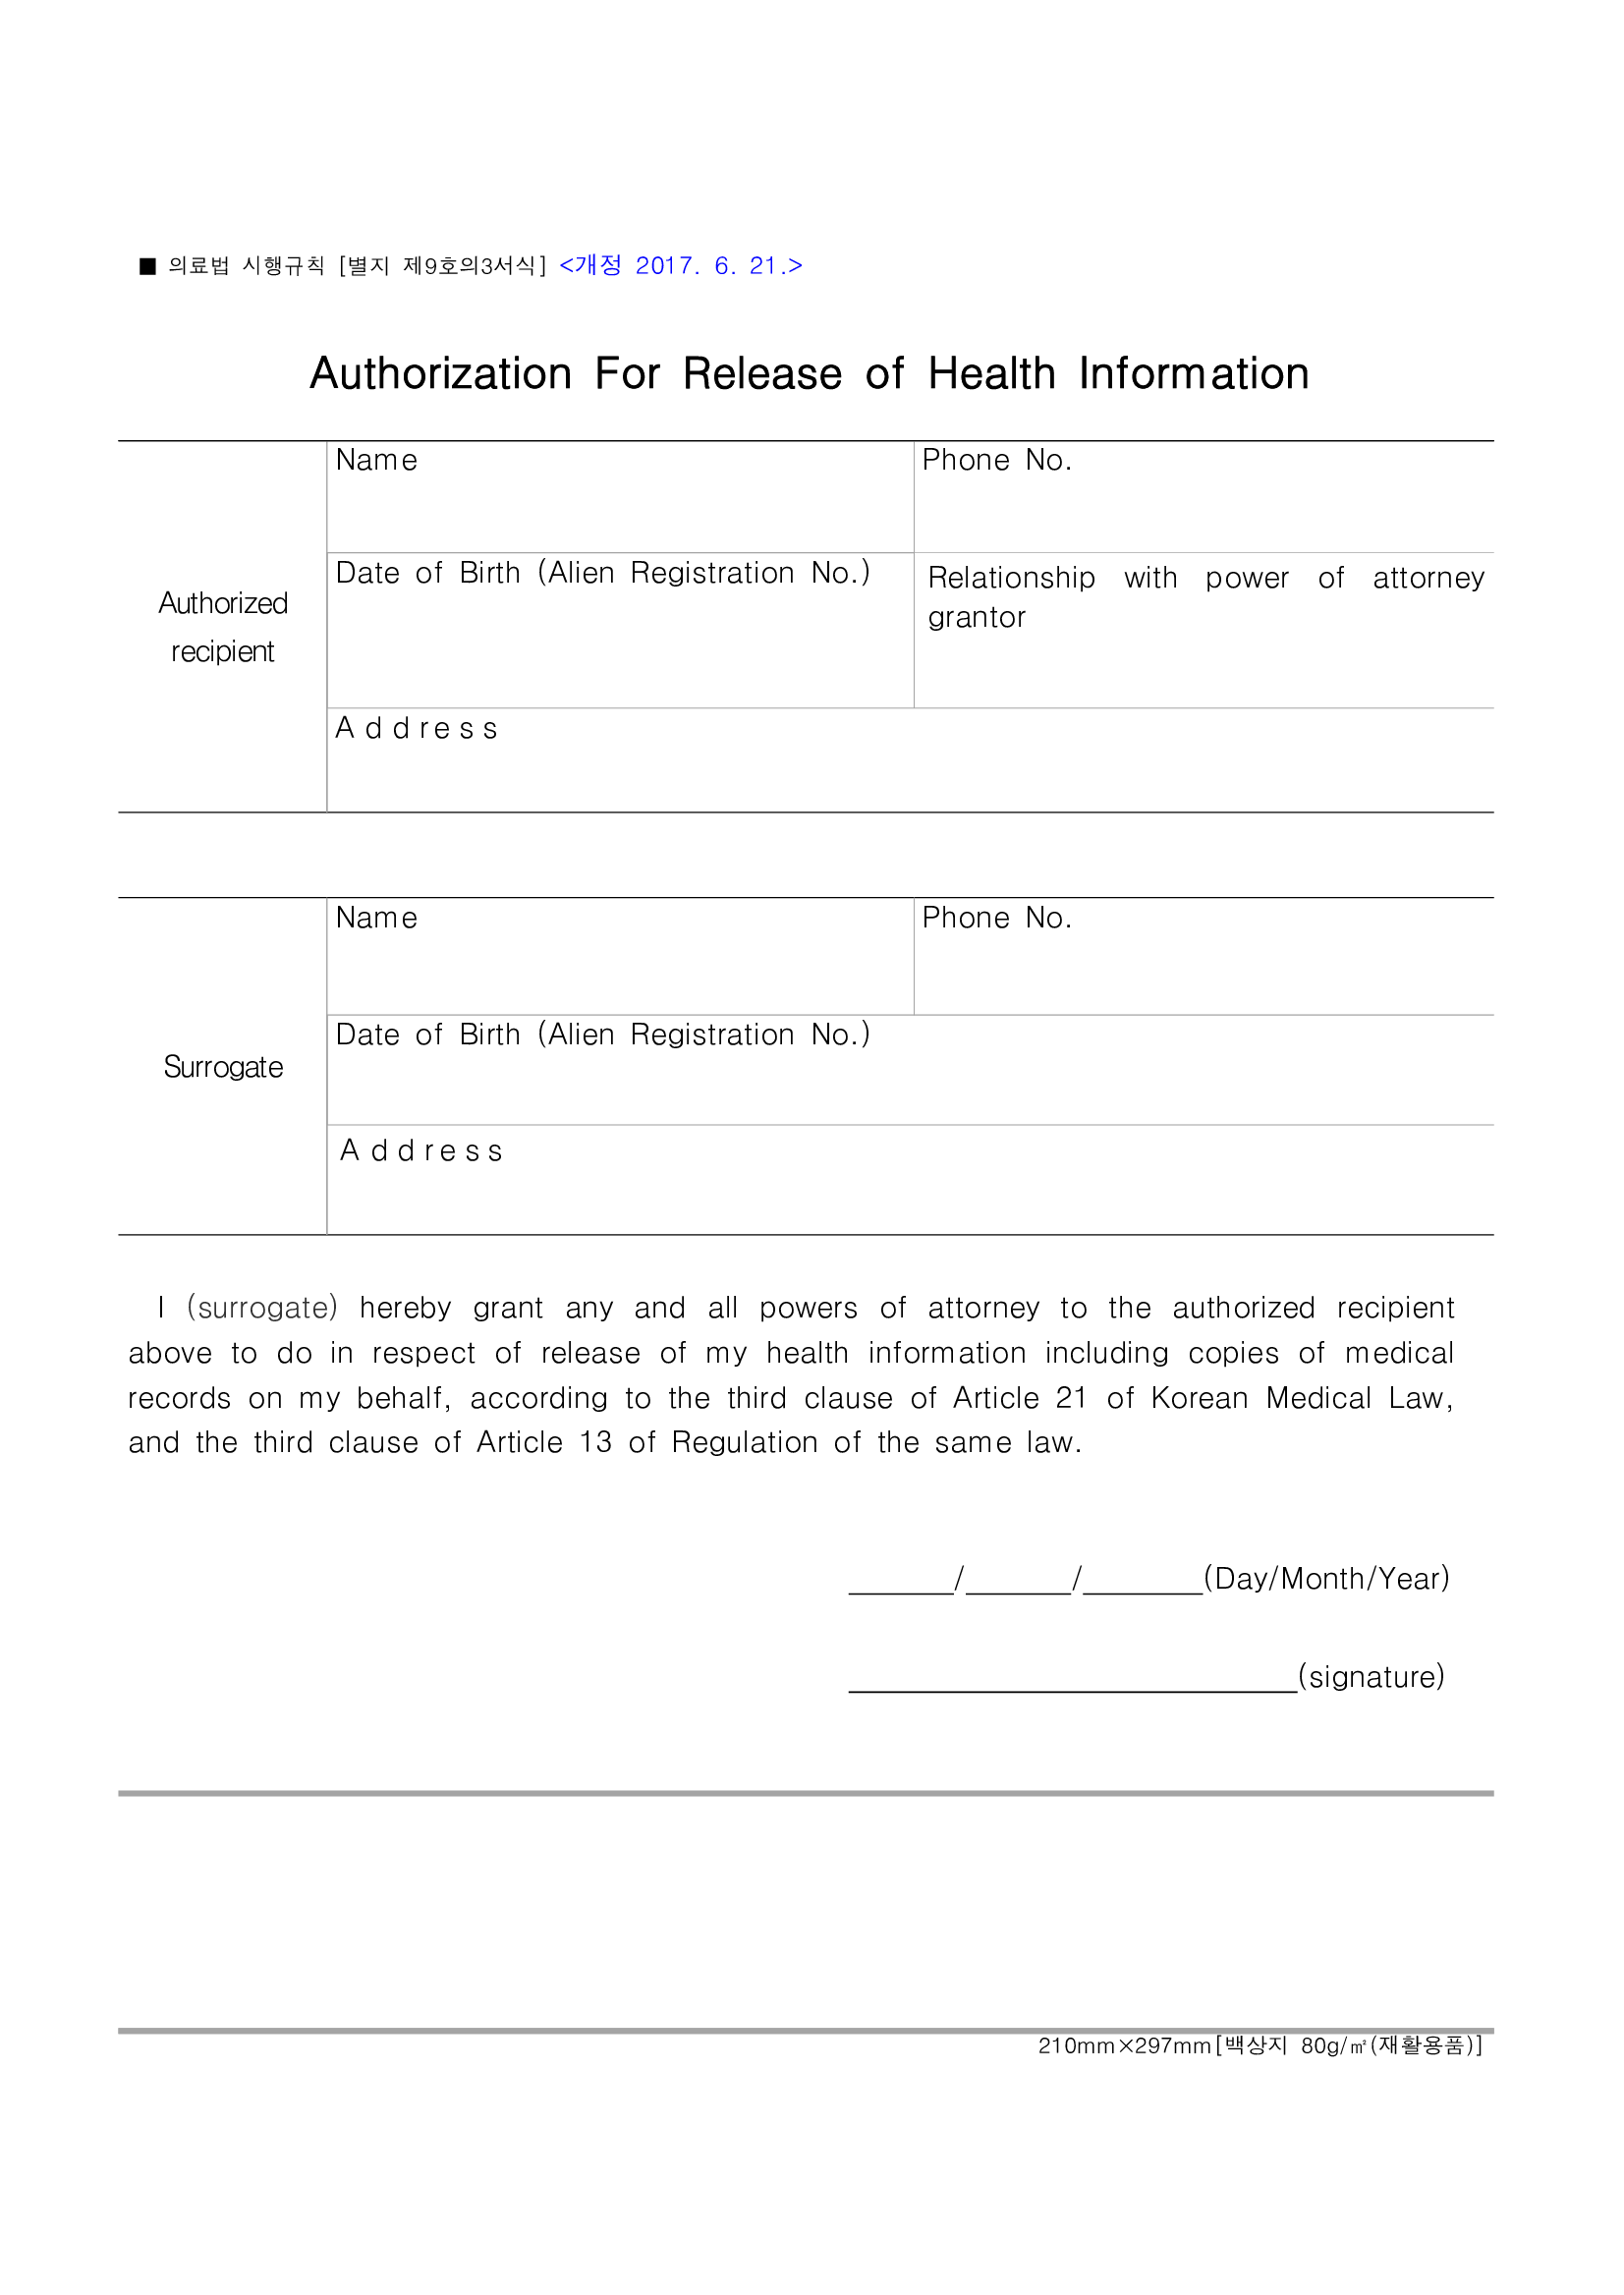 ■ 의료법 시행규칙 [별지 제9호의3서식] <개정 2017. 6. 21.>
Authorization For Release of Health Information
Authorized
recipient
Name
Phone No.
Date of Birth (Alien Registration No.)
Relationship with power of attorney
grantor
Address
Surrogate
Name
Phone No.
Date of Birth (Alien Registration No.)
Address
I (surrogate) hereby grant any and all powers of attorney to the authorized recipient
above to do in respect of release of my health information including copies of medical
records on my behalf, according to the third clause of Article 21 of Korean Medical Law,
and the third clause of Article 13 of Regulation of the same law.
______/______/_______(Day/Month/Year)
__________________________(signature)
210mm×297mm[백상지 80g/㎡(재활용품)]